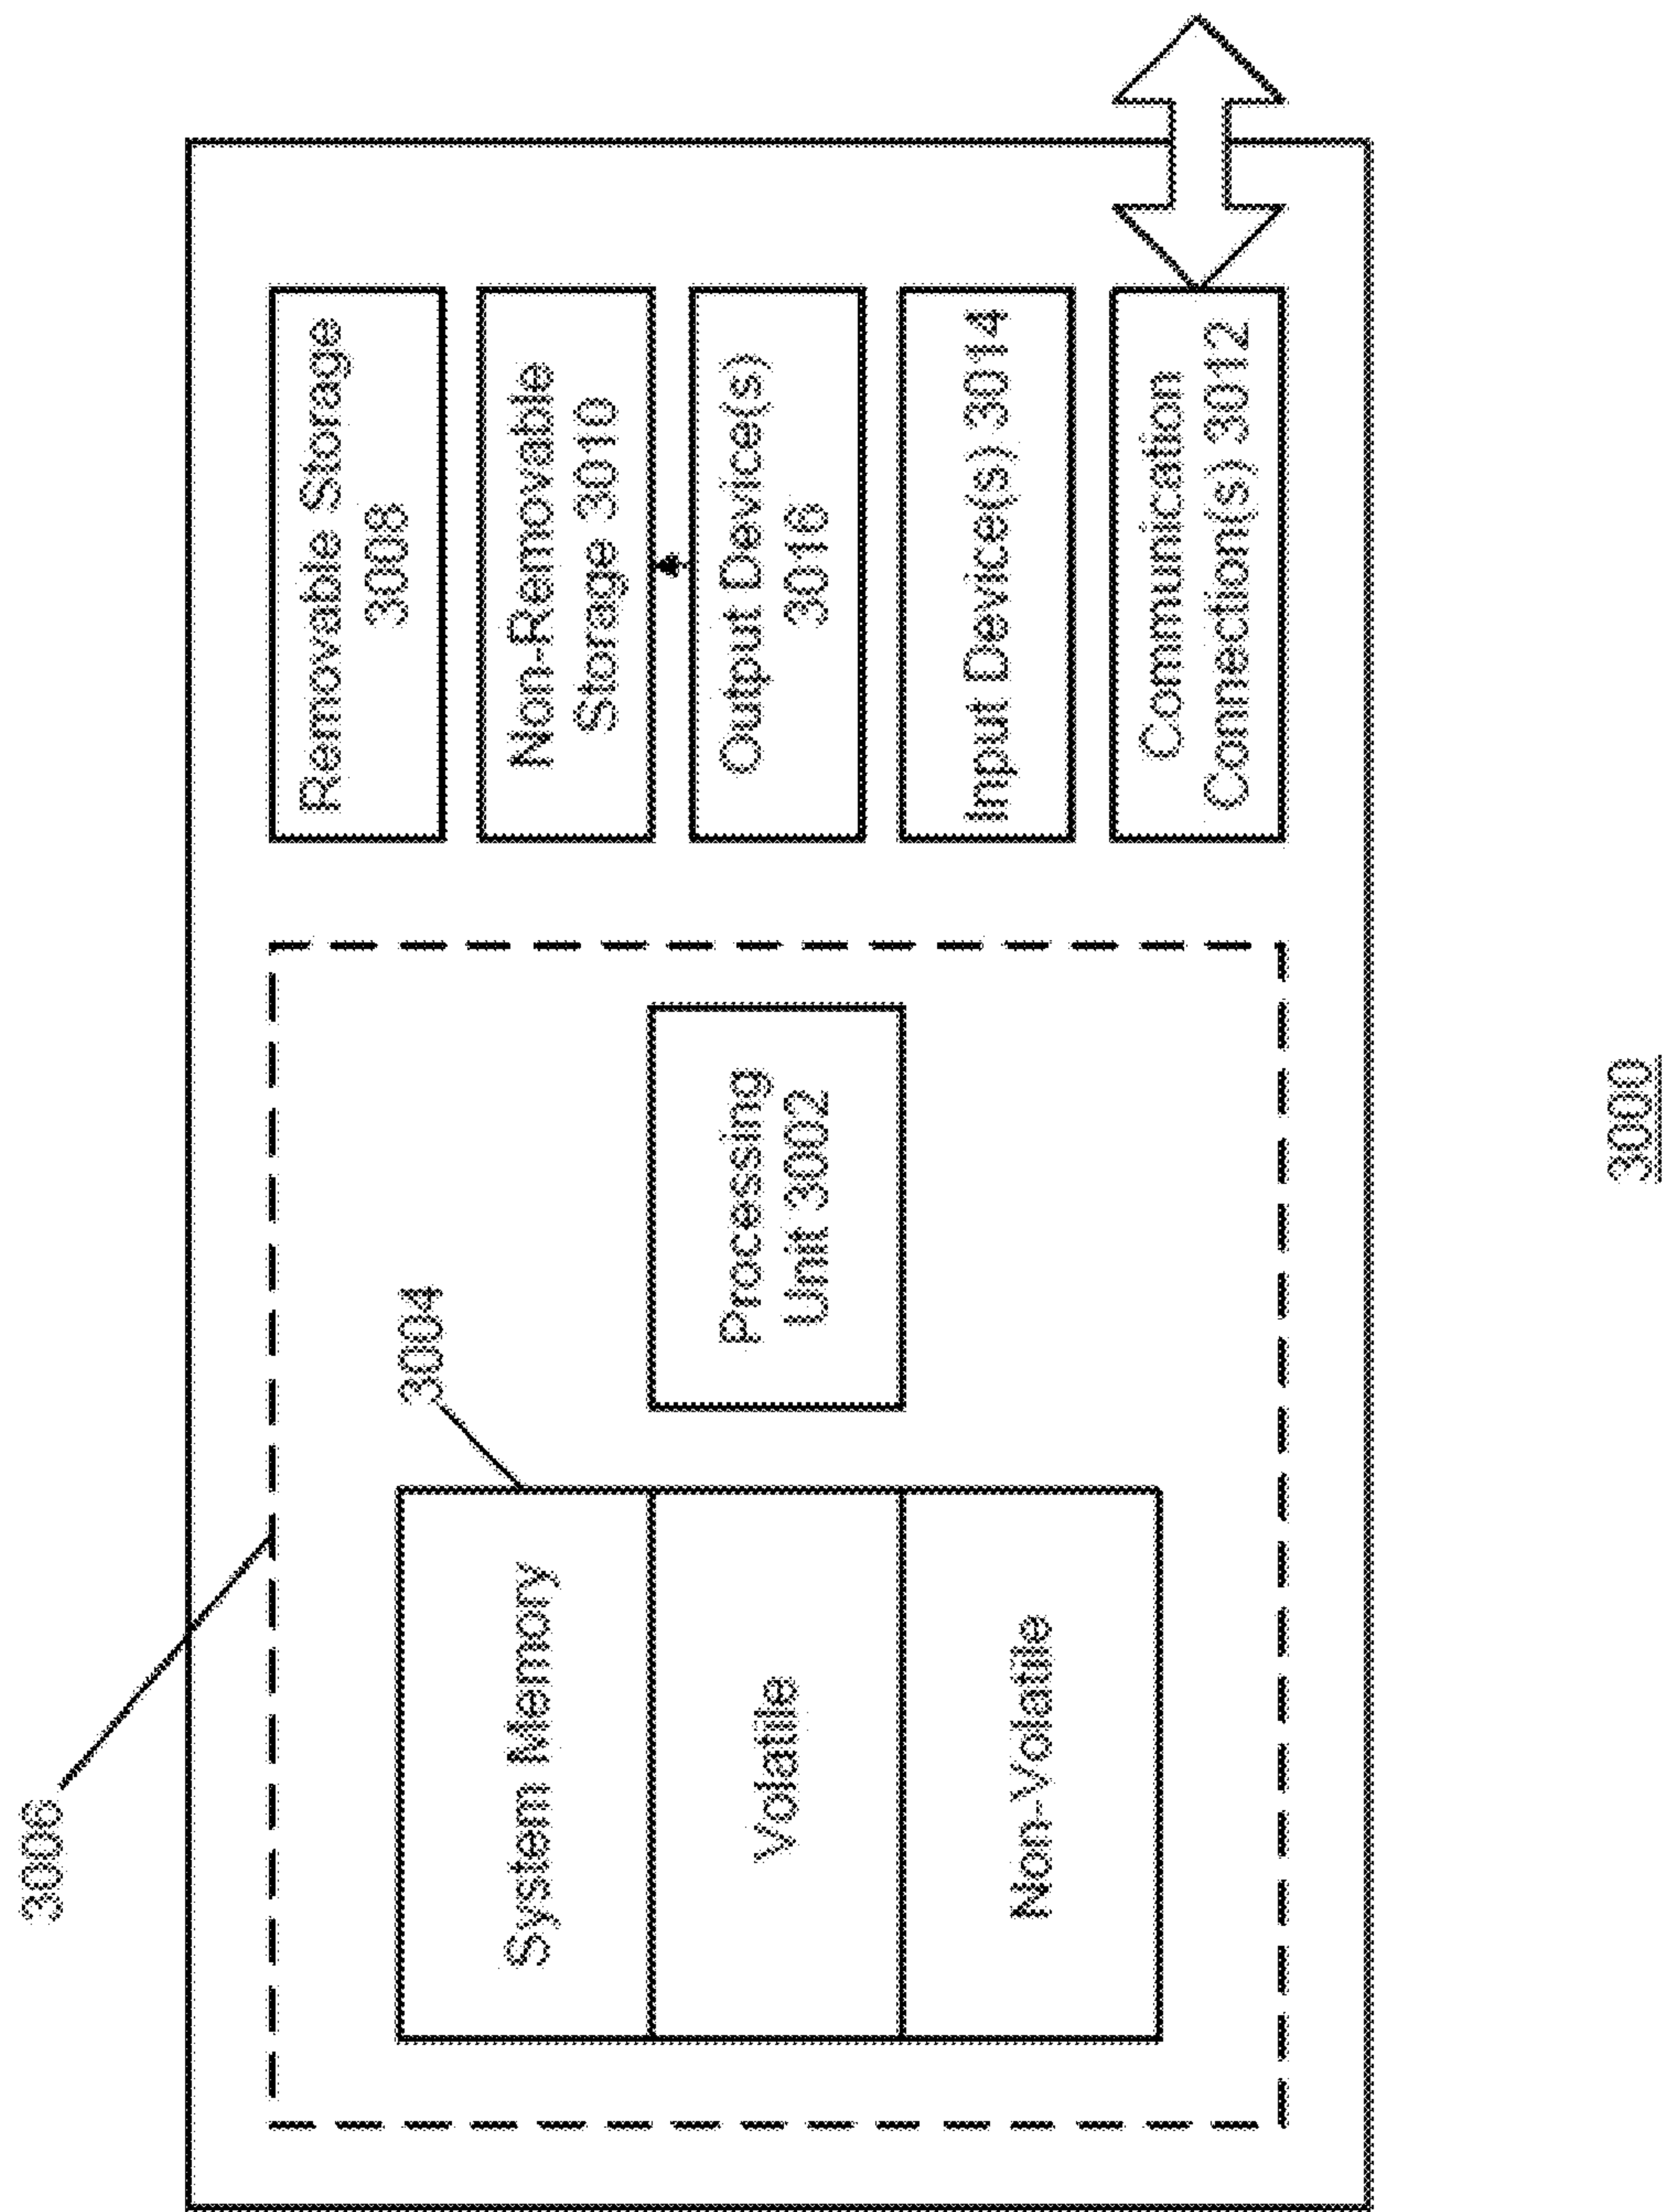 3006
3004
System Memory
Volatile
Non-Volatile
Processing
Unit 3002
Removable Storage
3008
Non-Removable
Storage 3010
Output Device(s)
3016
Input Device(s) 3014
Communication
Connection(s) 3012
3000